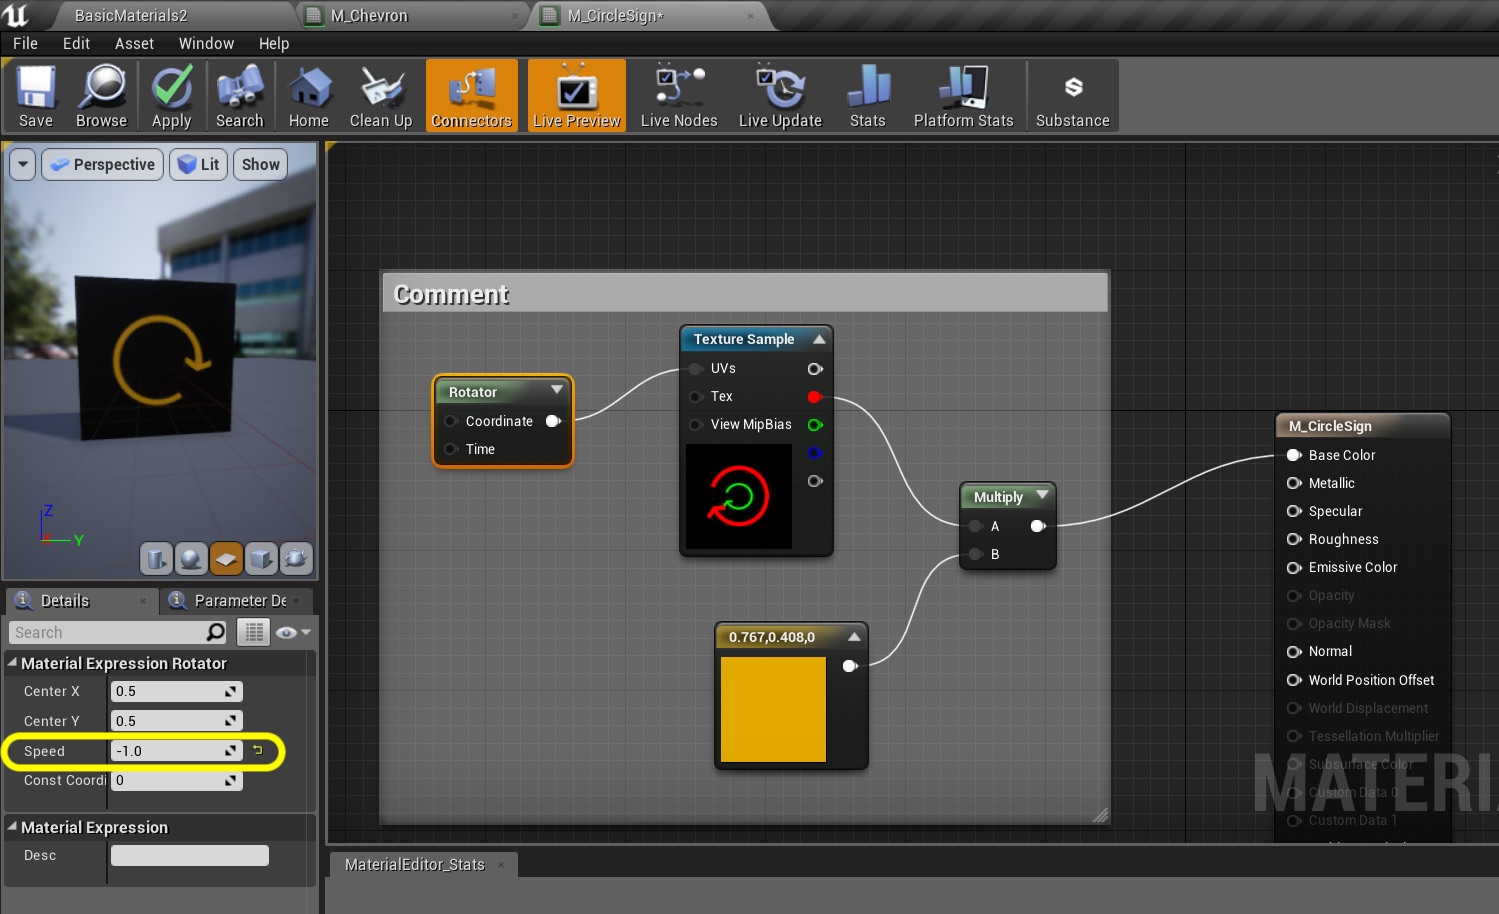 BasicMaterials2
M_Chevron
M_CircleSign*
File Edit Asset Window Help
Save Browse Apply Search Home Clean Up Connectors Live Preview Live Nodes Live Update Stats Platform Stats Substance
Perspective Lit Show
Z
Y
Comment
Rotator
Coordinate
Time
Texture Sample
UVs
Tex
View MipBias
Multiply
A
B
0.767,0.408,0
M_CircleSign
Base Color
Metallic
Specular
Roughness
Emissive Color
Opacity
Opacity Mask
Normal
World Position Offset
World Displacement
Tessellation Multiplier
Subsurface Color
Custom Data 0
Custom Data 1
MATERI
Details
Parameter De
Search
Material Expression Rotator
Center X 0.5
Center Y 0.5
Speed -1.0
Const Coordi 0
Material Expression
Desc
MaterialEditor_Stats